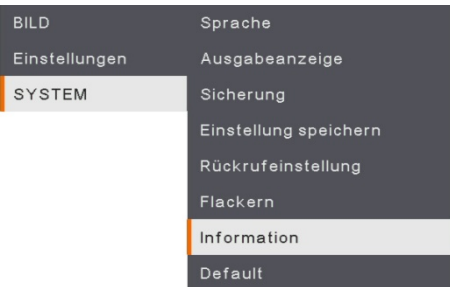 BILD
Einstellungen
SYSTEM
Sprache
Ausgabeanzeige
Sicherung
Einstellung speichern
Rückrufeinstellung
Flackern
Information
Default